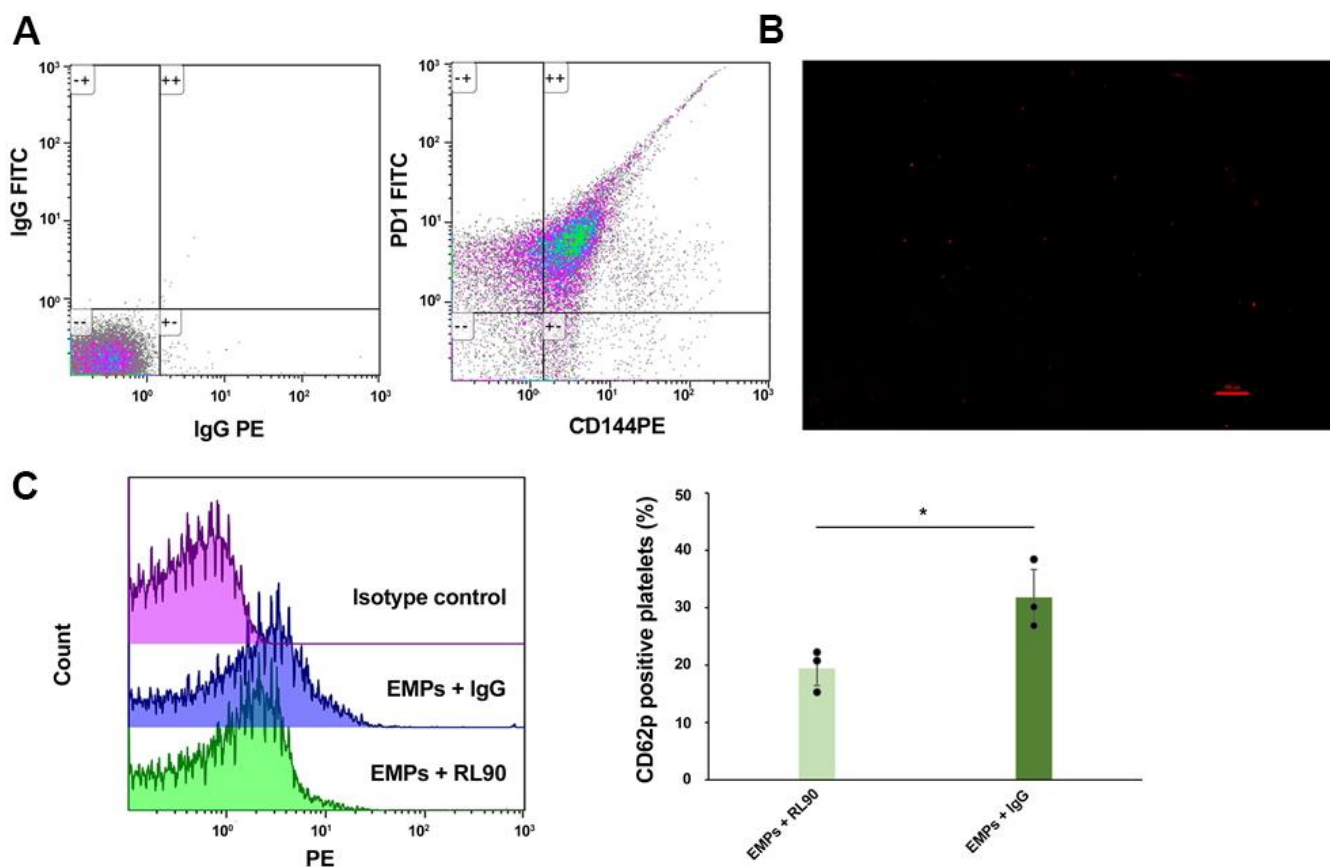 A
B
10³
10²
10¹
10⁰
-+
++
--
+-
IgG FITC
10⁰
10¹
10²
10³
IgG PE
10³
10²
10¹
10⁰
-+
++
--
+-
PD1 FITC
10⁰
10¹
10²
10³
CD144PE
C
Count
Isotype control
EMPs + IgG
EMPs + RL90
10⁰
10¹
10²
10³
PE
CD62p positive platelets (%)
50
40
30
20
10
0
*
EMPs + RL90
EMPs + IgG